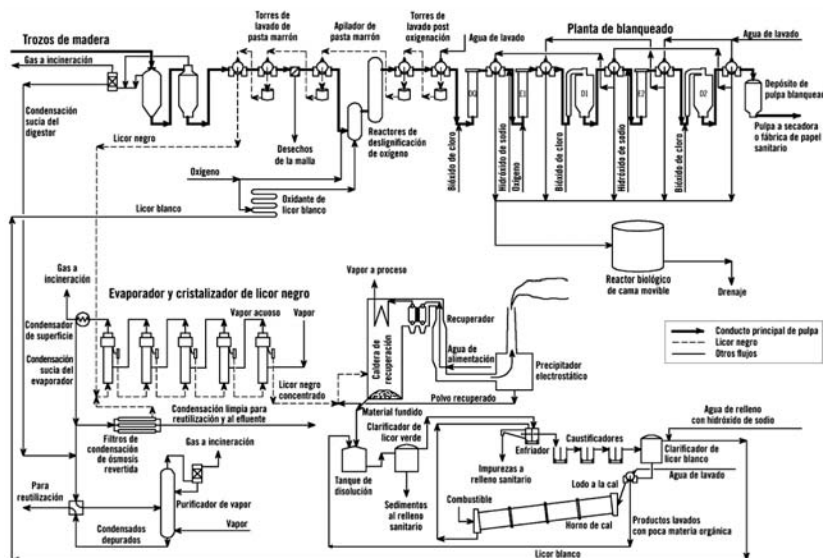 Torres de
lavado de
pasta marrón
Apilador de
pasta marrón
Torres de
lavado post
oxigenación
Agua de lavado
Planta de blanqueado
Agua de lavado
Trozos de madera
Gas a incineración
Condensación
sucia del
digestor
Licor negro
Desechos
de la malla
Reactores de
deslignificación
de oxígeno
D0
E1
D1
E2
D2
Bióxido de cloro
Hidróxido de sodio
Oxígeno
Bióxido de cloro
Hidróxido de sodio
Bióxido de cloro
Depósito de
pulpa blanqueada
Pulpa a secadora
o fábrica de papel
sanitario
Oxígeno
Oxidante de
licor blanco
Licor blanco
Reactor biológico
de cama movible
Drenaje
Gas a
incineración
Evaporador y cristalizador de licor negro
Condensador
de superficie
Vapor acuoso
Vapor
Condensación
sucia del
evaporador
Licor negro
concentrado
Vapor a proceso
Recuperador
Caldera de
recuperación
Agua de
alimentación
Precipitador
electrostático
Polvo recuperado
Conducto principal de pulpa
Licor negro
Otros flujos
Condensación limpia para
reutilización y al efluente
Filtros de
condensación
de ósmosis
revertida
Gas a incineración
Para
reutilización
Purificador de vapor
Vapor
Condensados
depurados
Material fundido
Clarificador de
licor verde
Tanque de
disolución
Sedimentos
al relleno
sanitario
Enfriador
Caustificadores
Impurezas a
relleno sanitario
Agua de relleno
con hidróxido de sodio
Clarificador de
licor blanco
Agua de lavado
Lodo a la cal
Combustible
Horno de cal
Productos lavados
con poca materia orgánica
Licor blanco